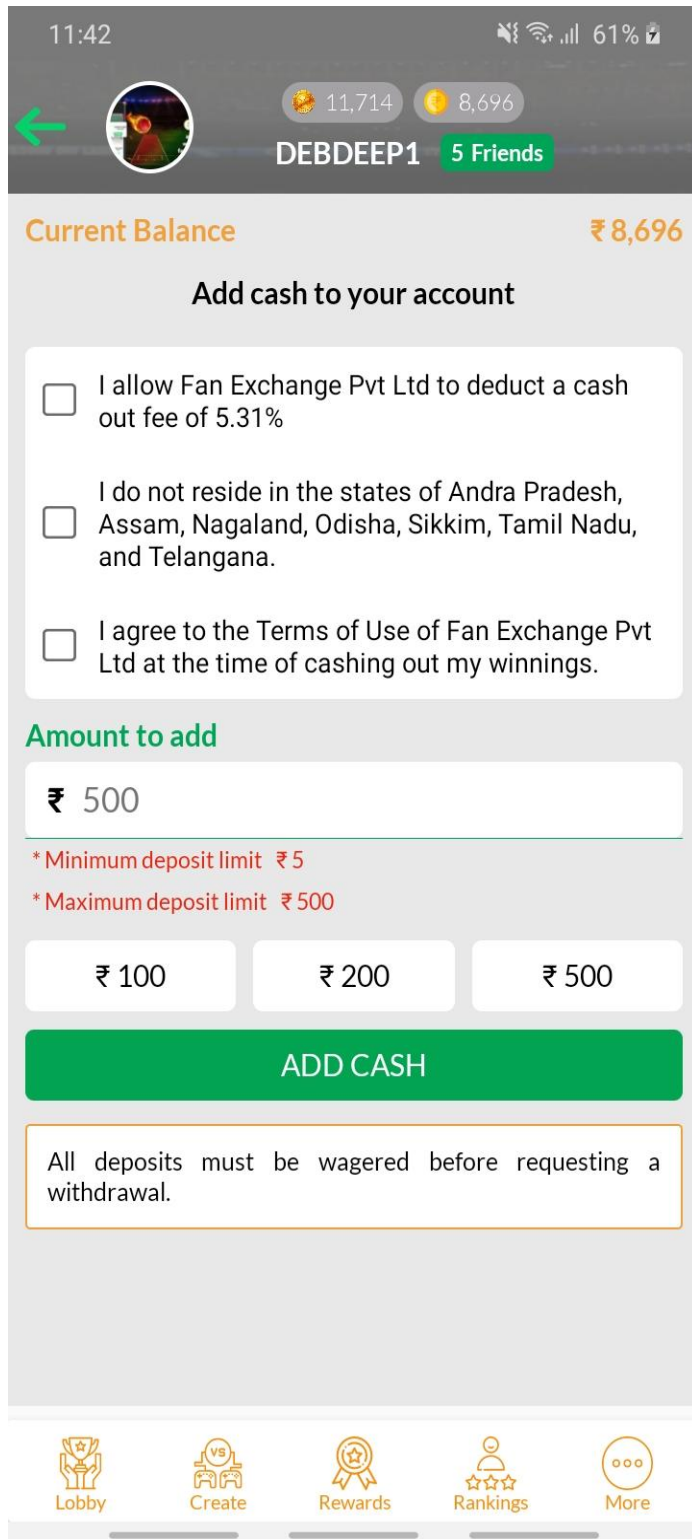 11:42
61%
11,714
₹ 8,696
DEBDEEP1
5 Friends
Current Balance
₹ 8,696
Add cash to your account
I allow Fan Exchange Pvt Ltd to deduct a cash
out fee of 5.31%
I do not reside in the states of Andra Pradesh,
Assam, Nagaland, Odisha, Sikkim, Tamil Nadu,
and Telangana.
I agree to the Terms of Use of Fan Exchange Pvt
Ltd at the time of cashing out my winnings.
Amount to add
₹ 500
* Minimum deposit limit ₹ 5
* Maximum deposit limit ₹ 500
₹ 100
₹ 200
₹ 500
ADD CASH
All deposits must be wagered before requesting a
withdrawal.
VS
Lobby
Create
Rewards
Rankings
More